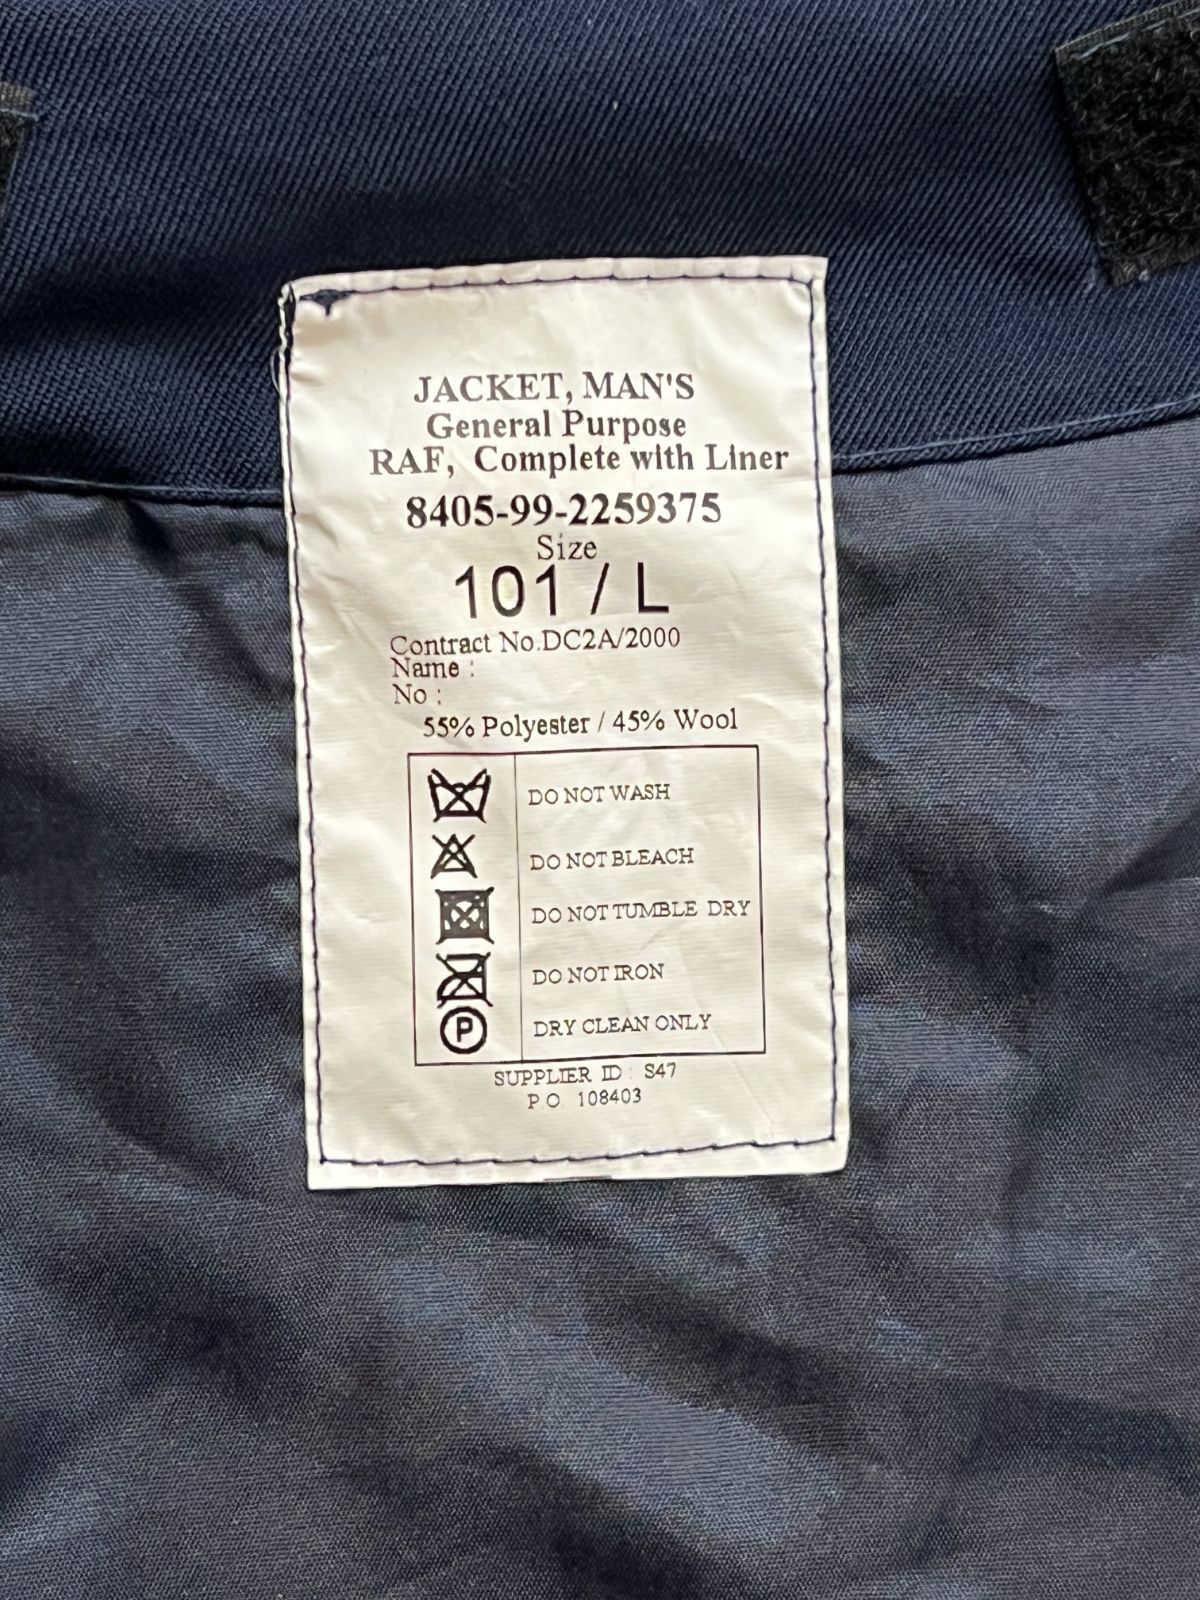 JACKET, MAN'S
General Purpose
RAF, Complete with Liner
8405-99-2259375
Size
101 / L
Contract No.DC2A/2000
Name :
No :
55% Polyester / 45% Wool
DO NOT WASH
DO NOT BLEACH
DO NOT TUMBLE DRY
DO NOT IRON
P DRY CLEAN ONLY
SUPPLIER ID : S47
P.O. 108403